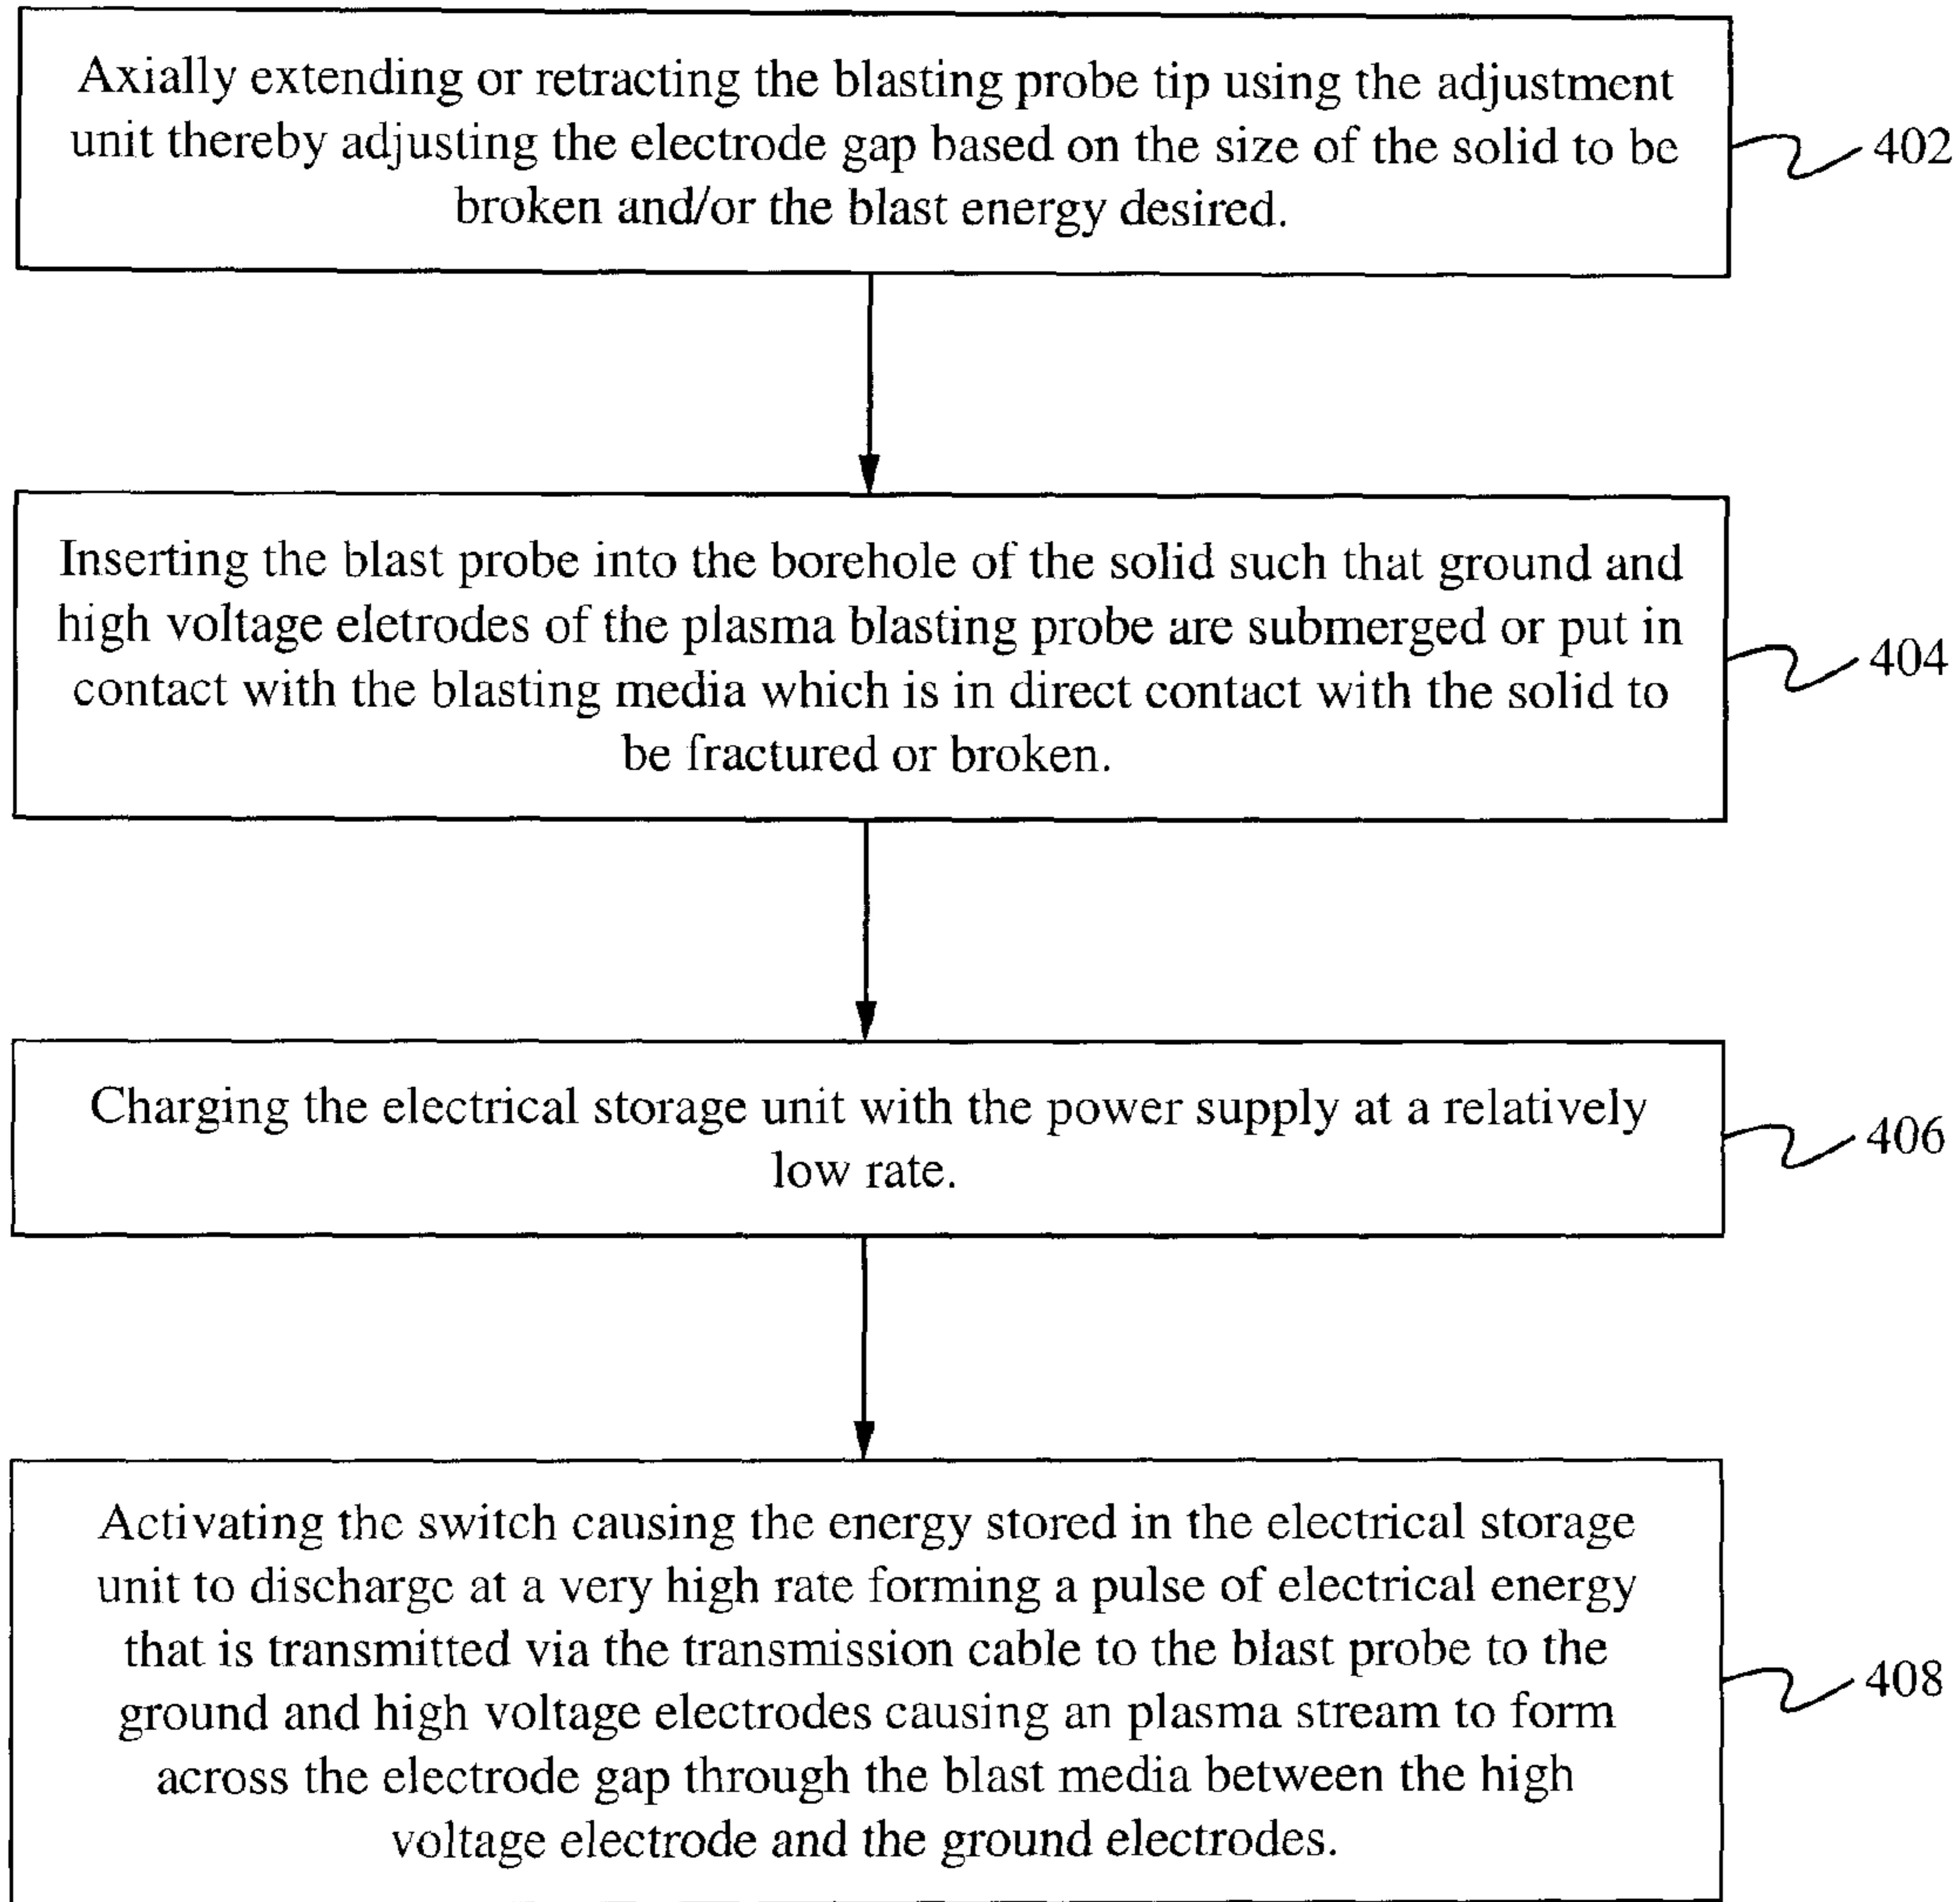 Axially extending or retracting the blasting probe tip using the adjustment
unit thereby adjusting the electrode gap based on the size of the solid to be
broken and/or the blast energy desired.
402
Inserting the blast probe into the borehole of the solid such that ground and
high voltage eletrodes of the plasma blasting probe are submerged or put in
contact with the blasting media which is in direct contact with the solid to
be fractured or broken.
404
Charging the electrical storage unit with the power supply at a relatively
low rate.
406
Activating the switch causing the energy stored in the electrical storage
unit to discharge at a very high rate forming a pulse of electrical energy
that is transmitted via the transmission cable to the blast probe to the
ground and high voltage electrodes causing an plasma stream to form
across the electrode gap through the blast media between the high
voltage electrode and the ground electrodes.
408